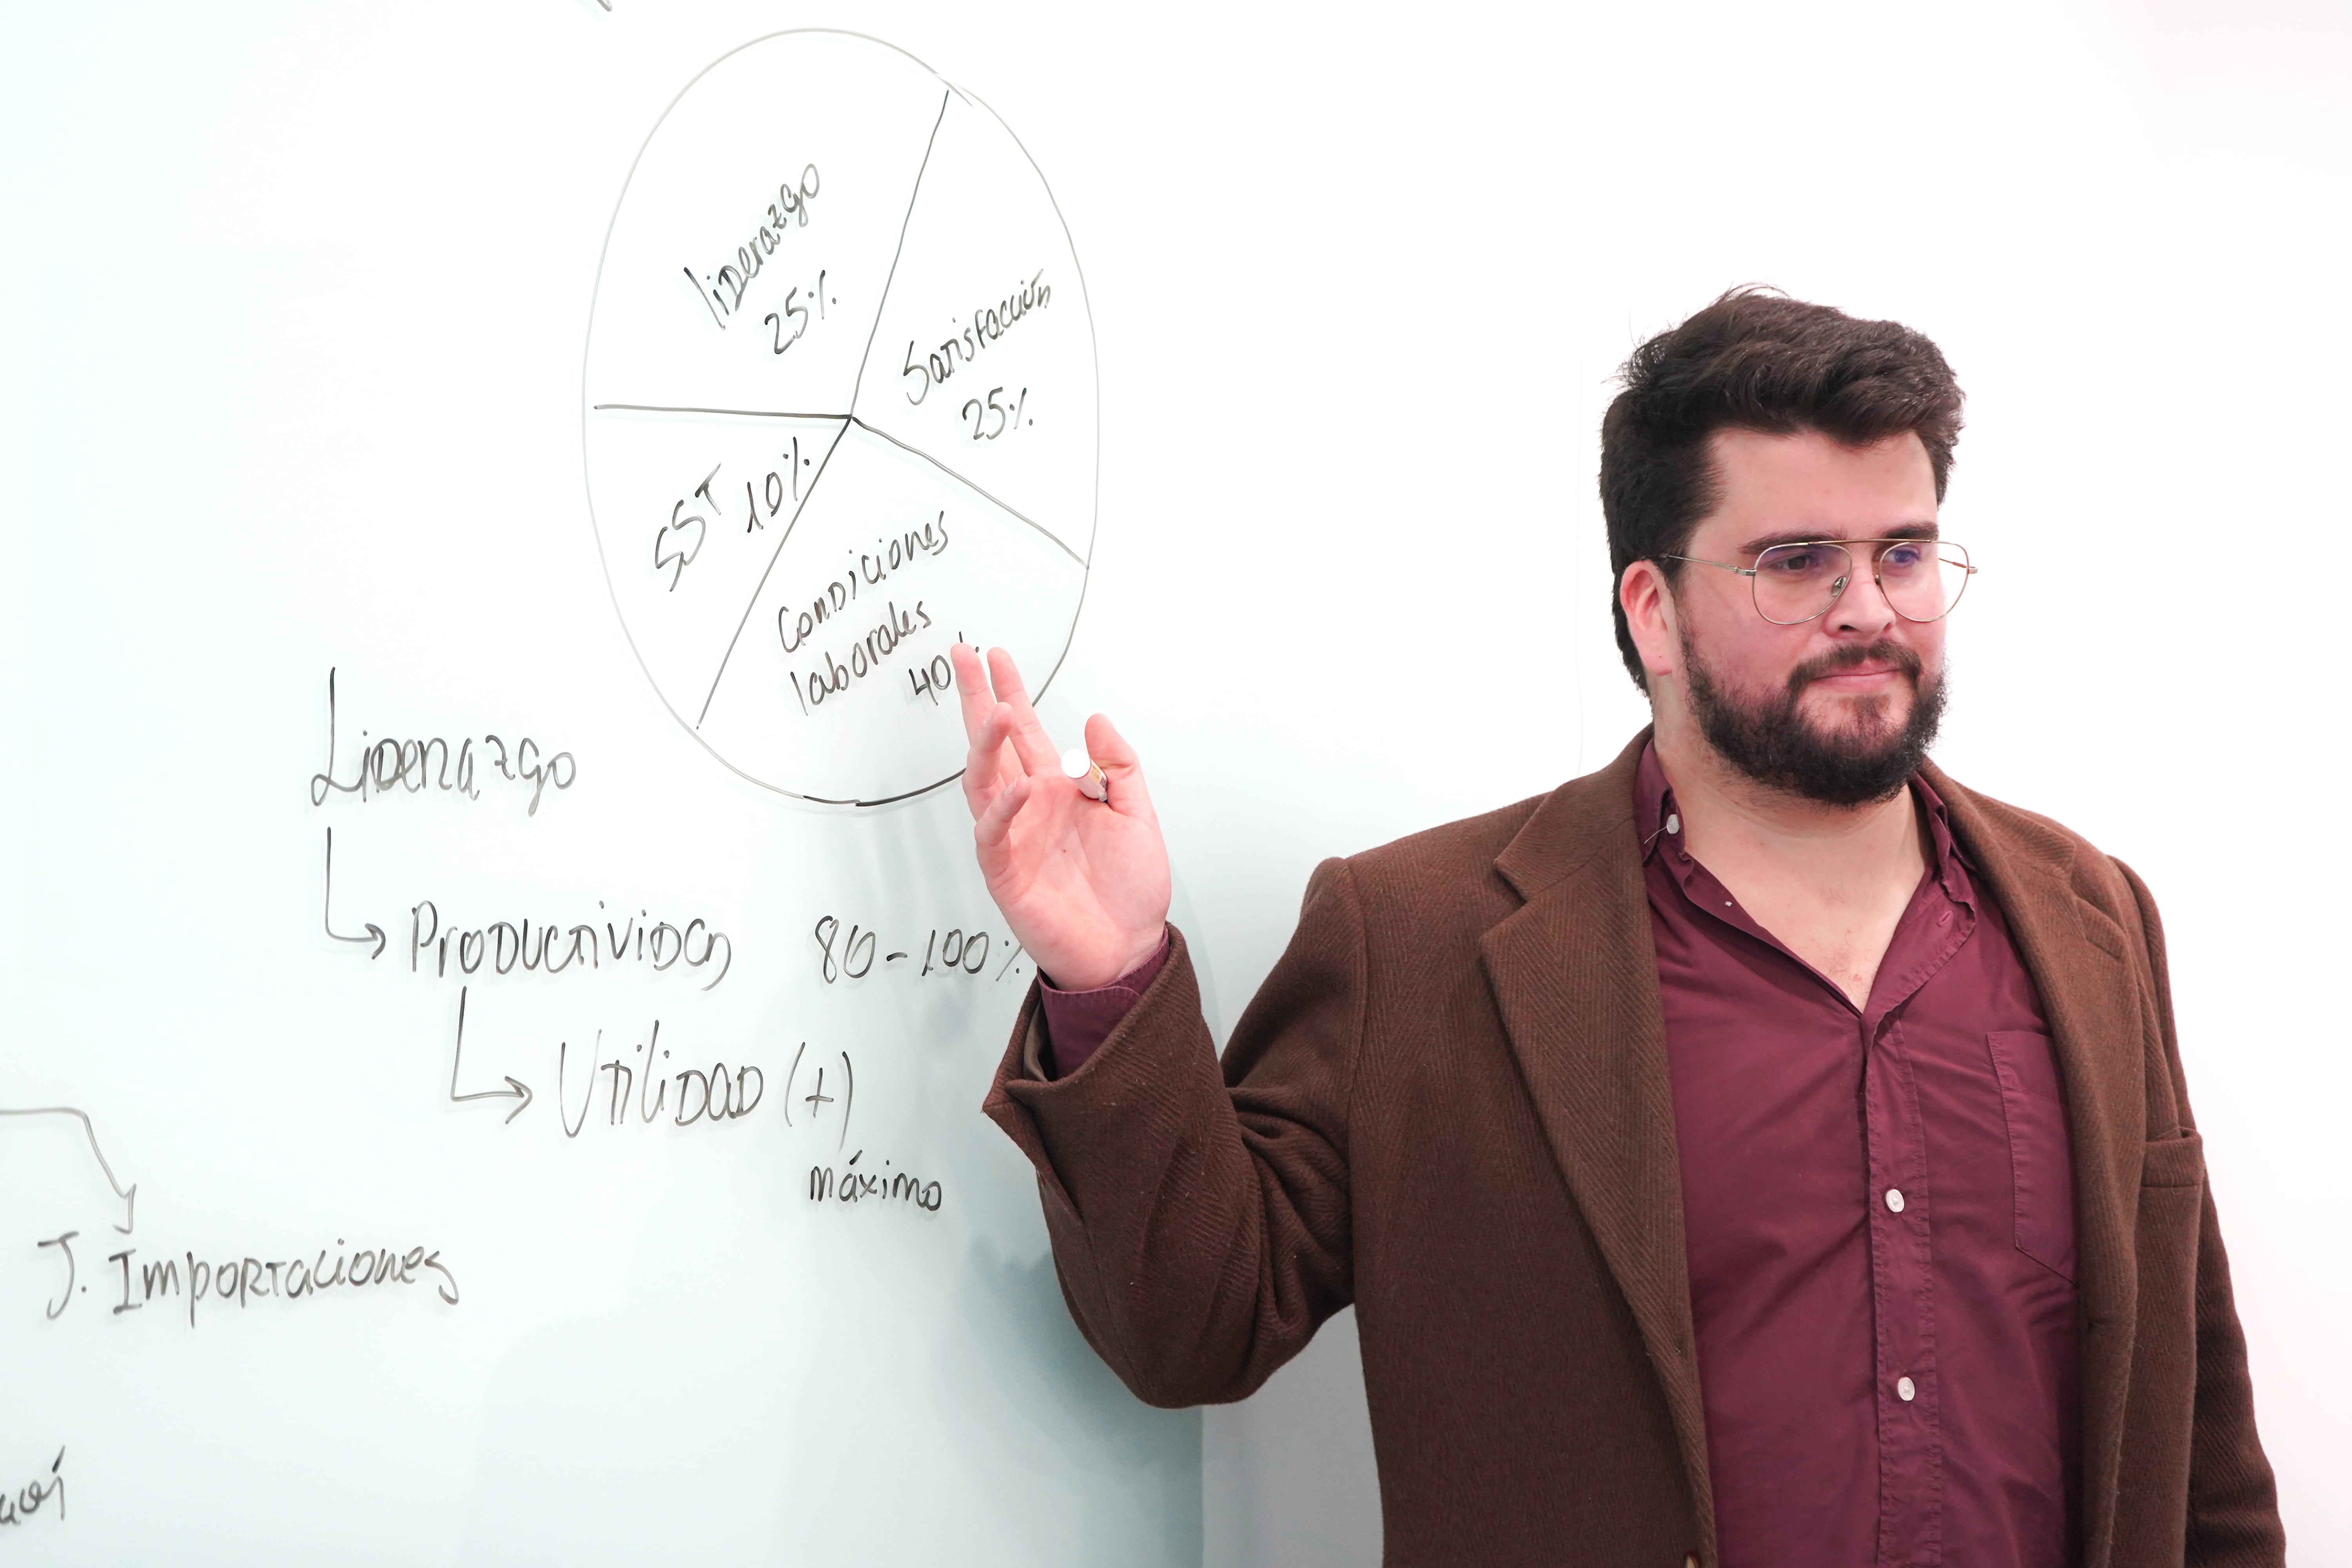 liderazgo
25%
Satisfacción
25%
SST 10%
Condiciones
laborales
40
Liderazgo
Productividad 80-100%
Utilidad (+)
máximo
J. Importaciones